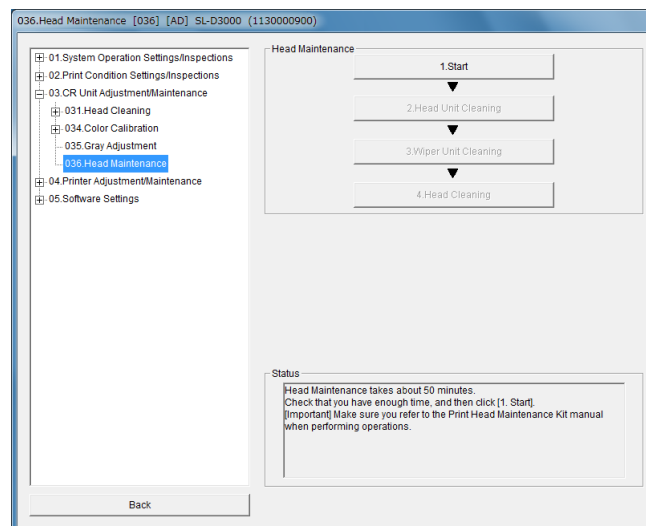 036.Head Maintenance [036] [AD] SL-D3000 (1130000900)
01.System Operation Settings/Inspections
02.Print Condition Settings/Inspections
03.CR Unit Adjustment/Maintenance
031.Head Cleaning
034.Color Calibration
035.Gray Adjustment
036.Head Maintenance
04.Printer Adjustment/Maintenance
05.Software Settings
Back
Head Maintenance
1.Start
2.Head Unit Cleaning
3.Wiper Unit Cleaning
4.Head Cleaning
Status
Head Maintenance takes about 50 minutes.
Check that you have enough time, and then click [1. Start].
[Important] Make sure you refer to the Print Head Maintenance Kit manual
when performing operations.